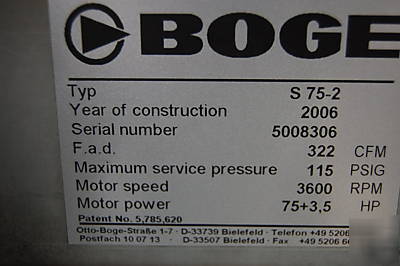 BOGE
Typ S 75-2
Year of construction 2006
Serial number 5008306
F.a.d. 322 CFM
Maximum service pressure 115 PSIG
Motor speed 3600 RPM
Motor power 75+3,5 HP
Patent No. 5,785,620
Otto-Boge-Straße 1-7 · D-33739 Bielefeld · Telefon +49 5206
Postfach 10 07 13 · D-33507 Bielefeld · Fax +49 5206